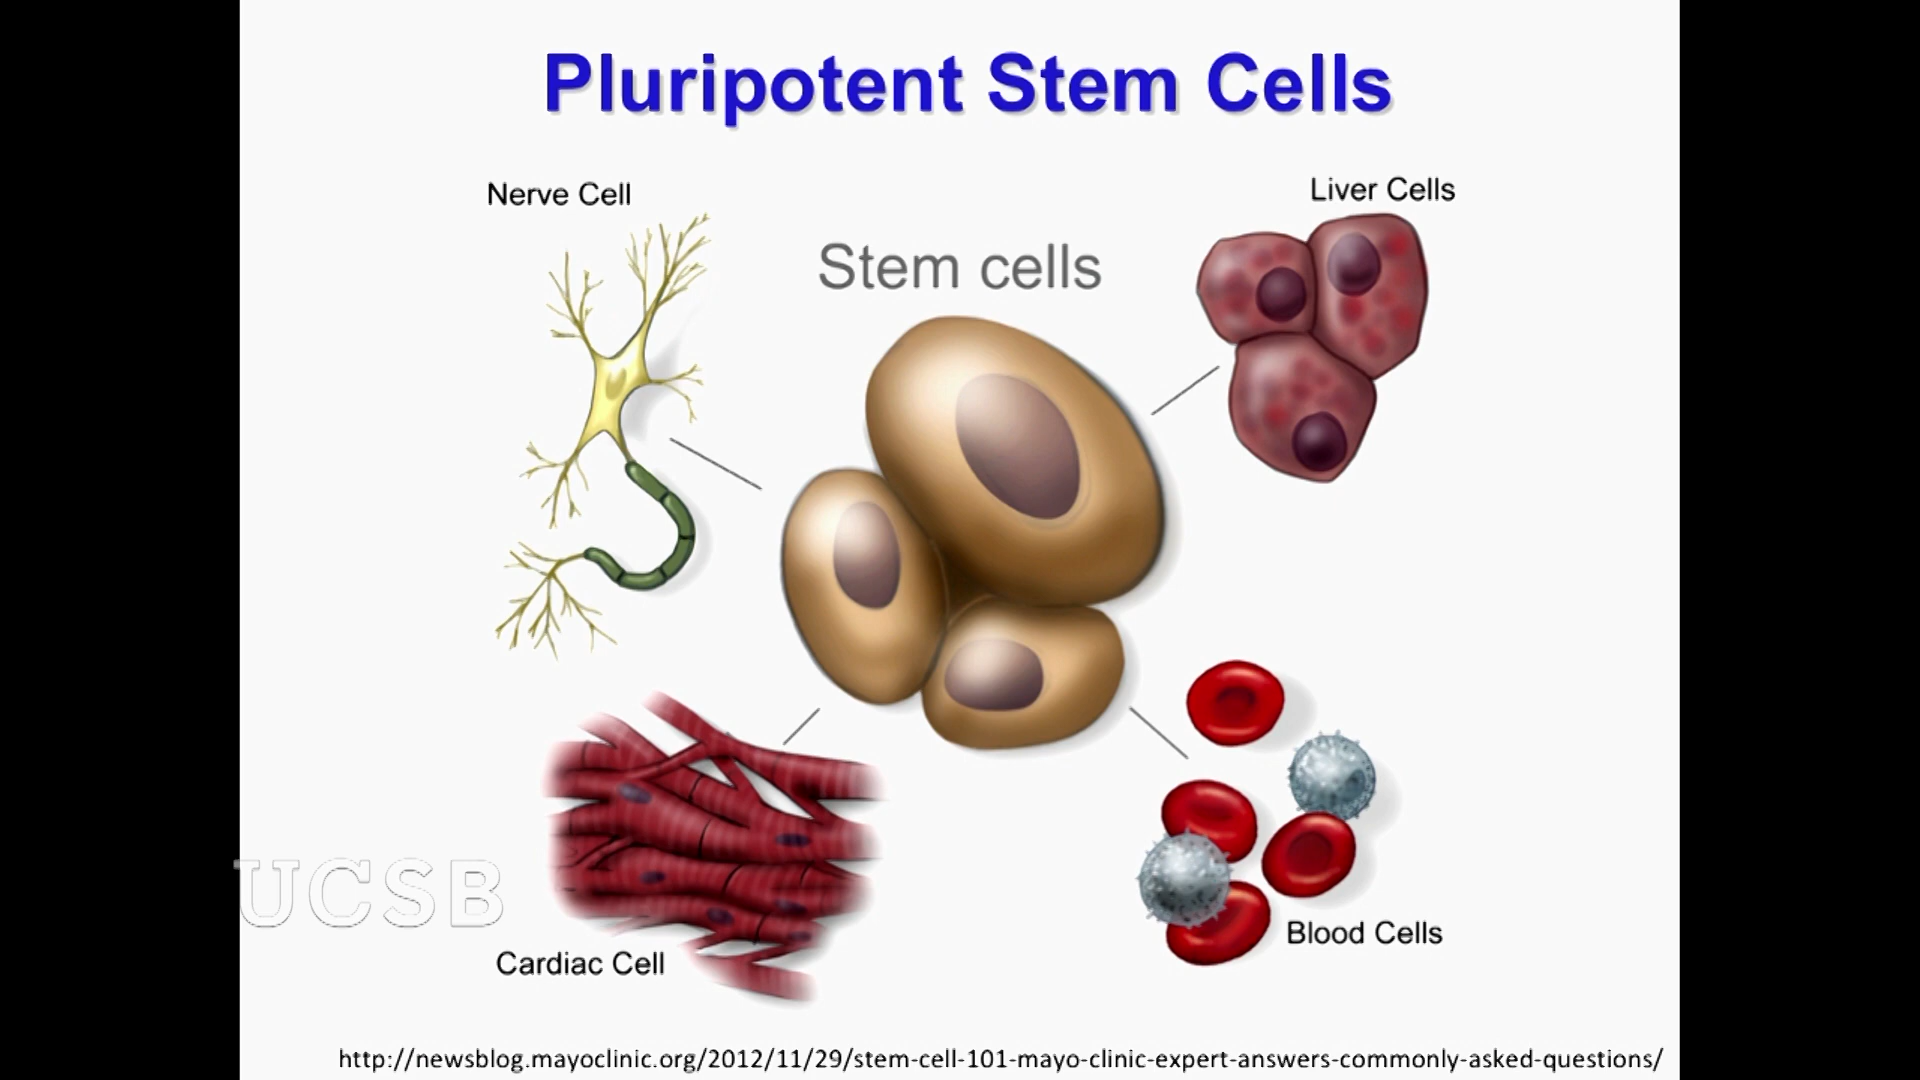 Pluripotent Stem Cells
Nerve Cell
Liver Cells
Stem cells
UCSB
Blood Cells
Cardiac Cell
http://newsblog.mayoclinic.org/2012/11/29/stem-cell-101-mayo-clinic-expert-answers-commonly-asked-questions/